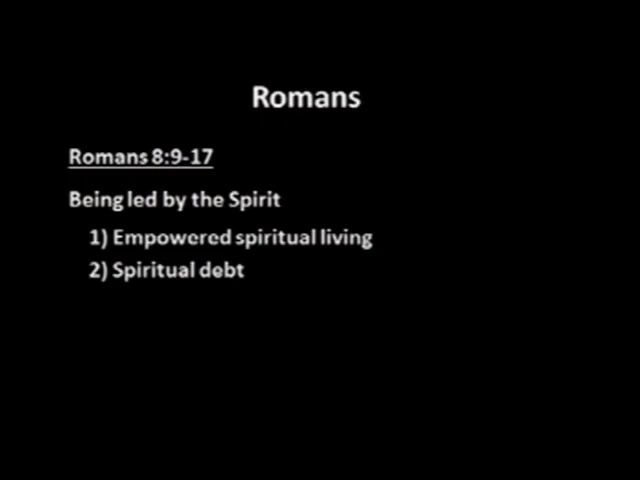 Romans
Romans 8:9-17
Being led by the Spirit
1) Empowered spiritual living
2) Spiritual debt